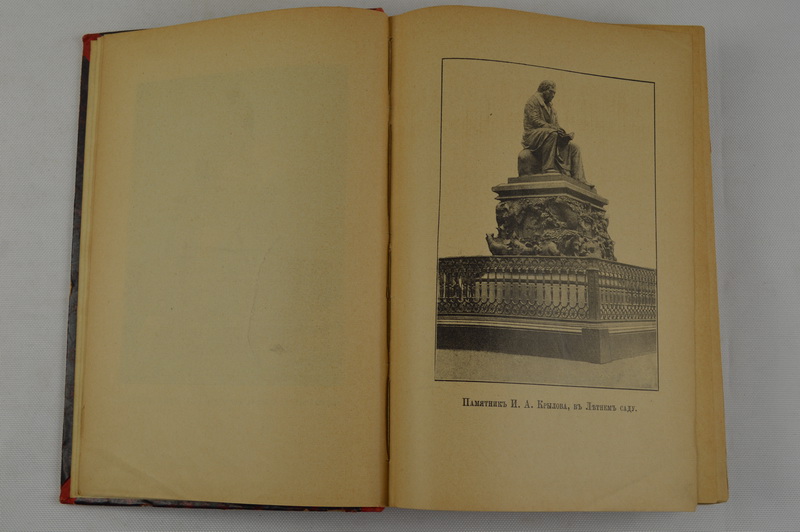 Памятникъ И. А. Крылова, въ Лѣтнемъ саду.